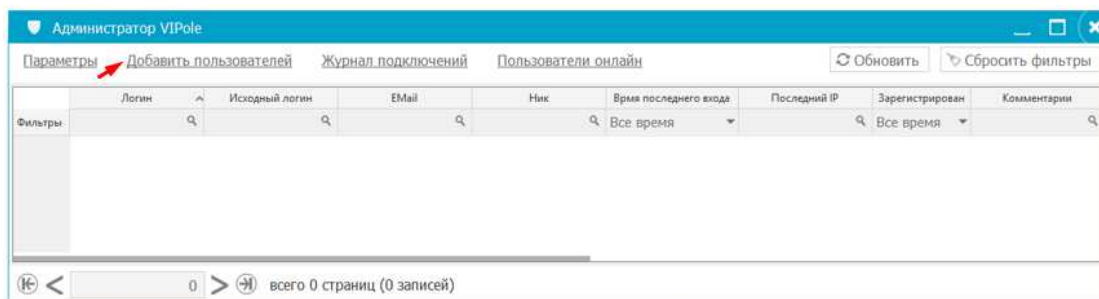 Администратор VIPole
Параметры Добавить пользователей Журнал подключений Пользователи онлайн Обновить Сбросить фильтры
Логин Исходный логин EMail Ник Врмя последнего входа Последний IP Зарегистрирован Комментарии
Фильтры Все время Все время
0 всего 0 страниц (0 записей)